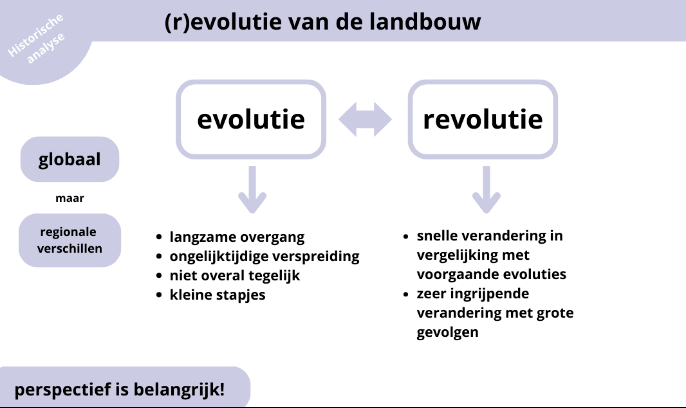 Historische
analyse
(r)evolutie van de landbouw
evolutie
revolutie
globaal
maar
regionale
verschillen
• langzame overgang
• ongelijktijdige verspreiding
• niet overal tegelijk
• kleine stapjes
• snelle verandering in
vergelijking met
voorgaande evoluties
• zeer ingrijpende
verandering met grote
gevolgen
perspectief is belangrijk!